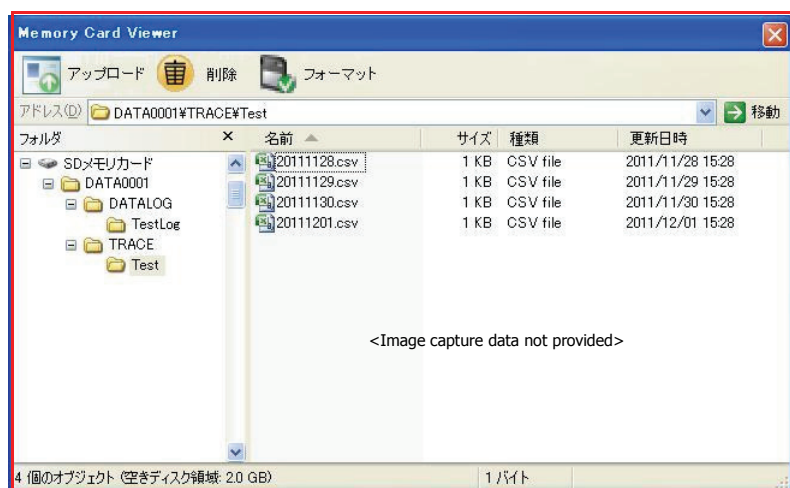 Memory Card Viewer
アップロード 削除 フォーマット
アドレス(D) DATA0001¥TRACE¥Test 移動
フォルダ × 名前 サイズ 種類 更新日時
SDメモリカード
DATA0001
DATALOG
TestLog
TRACE
Test
20111128.csv 1 KB CSV file 2011/11/28 15:28
20111129.csv 1 KB CSV file 2011/11/29 15:28
20111130.csv 1 KB CSV file 2011/11/30 15:28
20111201.csv 1 KB CSV file 2011/12/01 15:28
<Image capture data not provided>
4 個のオブジェクト (空きディスク領域: 2.0 GB) 1 バイト